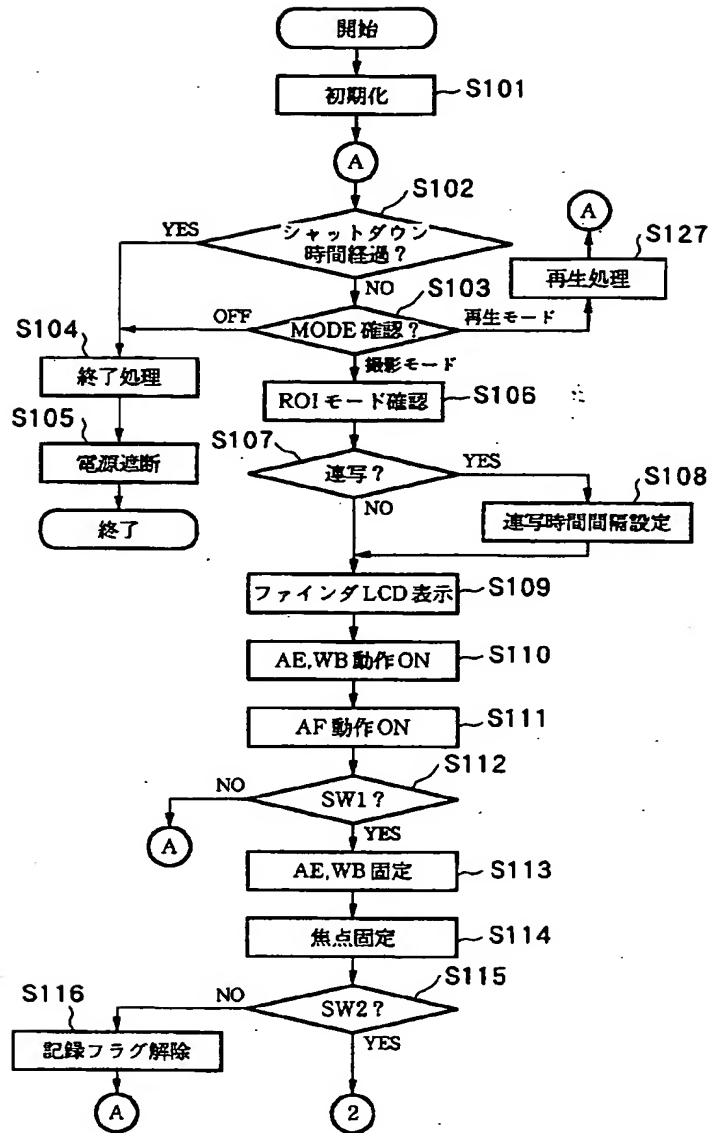 開始
初期化
S101
A
S102
シャットダウン
時間経過？
YES
NO
A
S127
再生処理
S103
MODE 確認？
OFF
再生モード
撮影モード
S104
終了処理
S105
電源遮断
終了
ROI モード確認
S106
S107
連写？
YES
NO
S108
連写時間間隔設定
ファインダ LCD 表示
S109
AE,WB 動作 ON
S110
AF 動作 ON
S111
S112
SW1？
NO
YES
A
AE,WB 固定
S113
焦点固定
S114
S115
SW2？
NO
YES
S116
記録フラグ解除
A
2